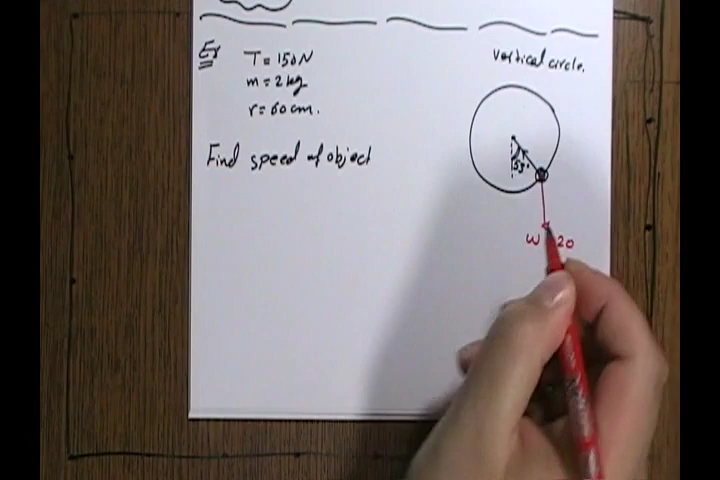 Ex T = 150N vertical circle.
m = 2kg
r = 60cm.
Find speed of object
W 20